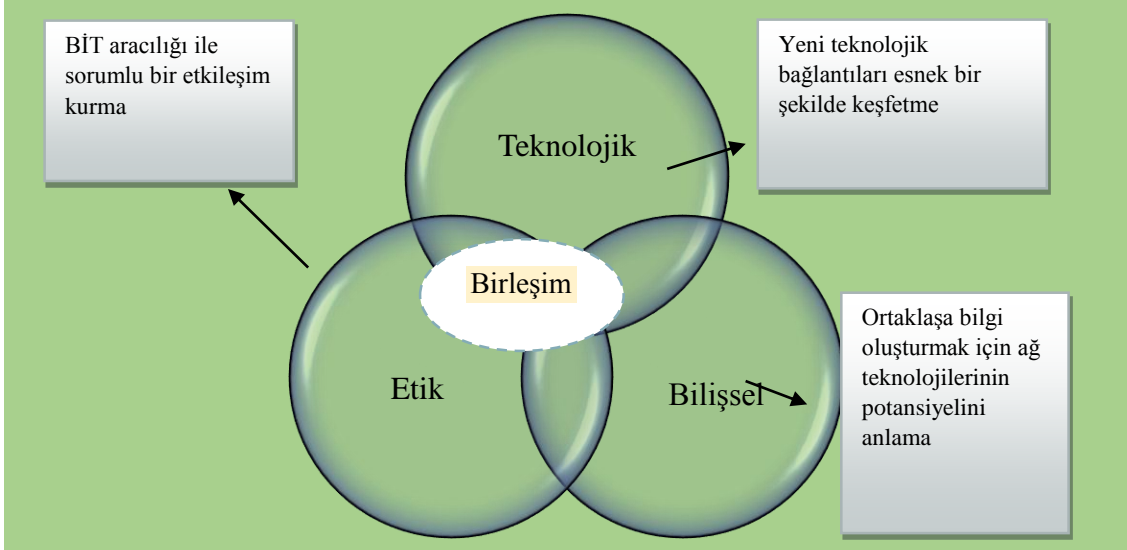 BİT aracılığı ile
sorumlu bir etkileşim
kurma
Yeni teknolojik
bağlantıları esnek bir
şekilde keşfetme
Teknolojik
Birleşim
Etik
Bilişsel
Ortaklaşa bilgi
oluşturmak için ağ
teknolojilerinin
potansiyelini
anlama